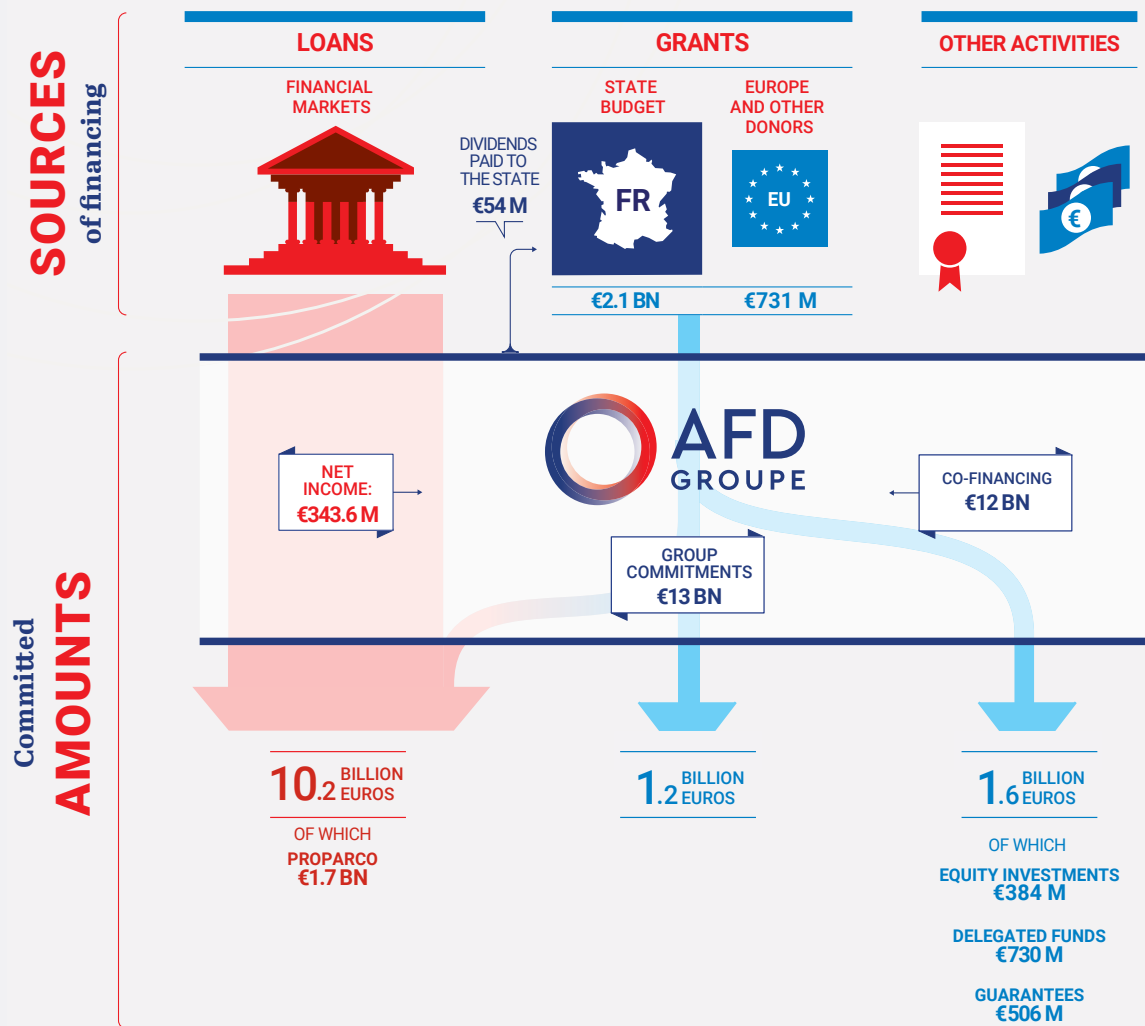 SOURCES
of financing
LOANS
GRANTS
OTHER ACTIVITIES
FINANCIAL
MARKETS
STATE
BUDGET
EUROPE
AND OTHER
DONORS
DIVIDENDS
PAID TO
THE STATE
€54 M
FR
EU
€
€2.1 BN
€731 M
AFD
GROUPE
NET
INCOME:
€343.6 M
CO-FINANCING
€12 BN
GROUP
COMMITMENTS
€13 BN
Committed
AMOUNTS
10.2 BILLION
EUROS
OF WHICH
PROPARCO
€1.7 BN
1.2 BILLION
EUROS
1.6 BILLION
EUROS
OF WHICH
EQUITY INVESTMENTS
€384 M
DELEGATED FUNDS
€730 M
GUARANTEES
€506 M